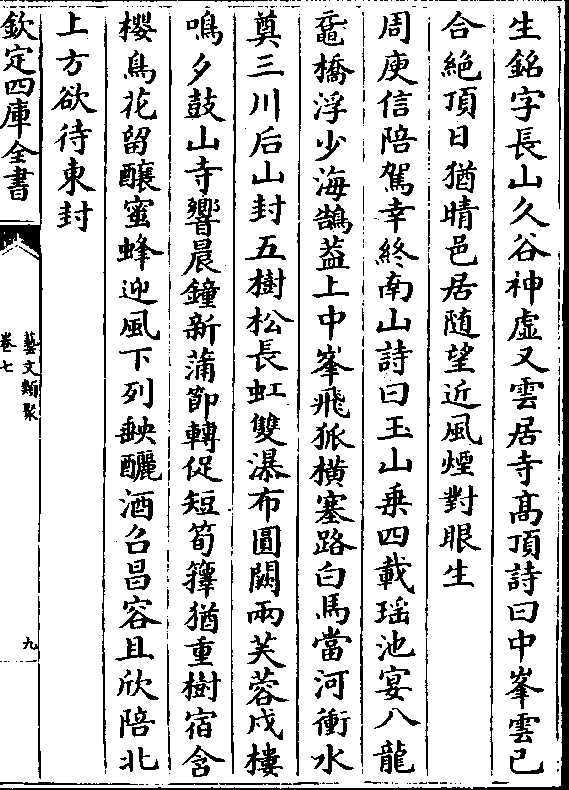 生銘字長山久谷神虛又雲居寺髙頂詩曰中峯雲已
合絶頂日猶晴邑居隨望近風煙對眼生
周庾信陪駕幸終南山詩曰玉山乗四載瑶池宴八龍
黿橋浮少海鵠葢上中峯飛狐横塞路白馬當河衝水
奠三川后山封五樹松長虹雙瀑布圓闕兩芙蓉戍樓
鳴夕鼓山寺響晨鐘新蒲節轉促短筍籜猶重樹宿含
櫻鳥花留釀蜜蜂迎風下列缺灑酒召昌容且欣陪北
上方欲待東封
欽定四庫全書
藝文類聚
卷七
九